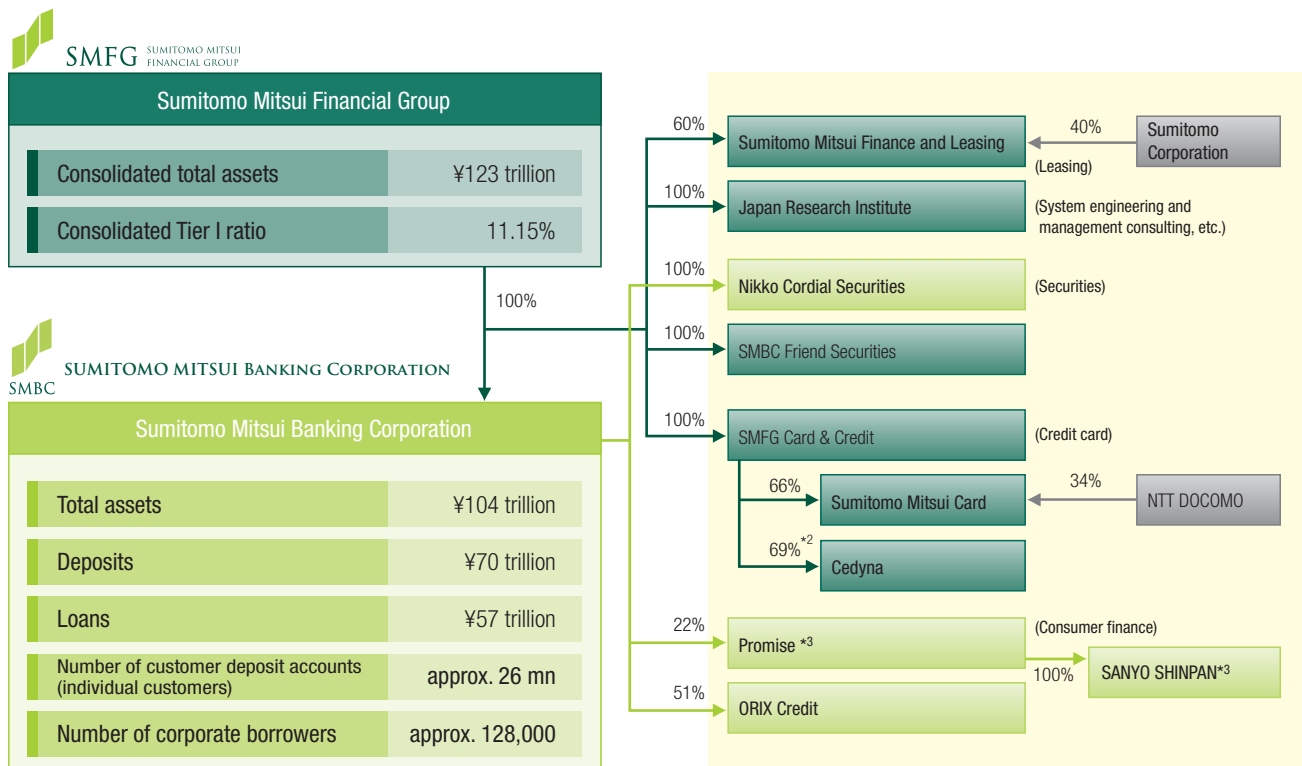 SMFG SUMITOMO MITSUI
FINANCIAL GROUP
Sumitomo Mitsui Financial Group
Consolidated total assets ¥123 trillion
Consolidated Tier I ratio 11.15%
100%
SMBC
SUMITOMO MITSUI BANKING CORPORATION
Sumitomo Mitsui Banking Corporation
Total assets ¥104 trillion
Deposits ¥70 trillion
Loans ¥57 trillion
Number of customer deposit accounts
(individual customers)
approx. 26 mn
Number of corporate borrowers approx. 128,000
60%
Sumitomo Mitsui Finance and Leasing
40%
Sumitomo
Corporation
(Leasing)
100%
Japan Research Institute
(System engineering and
management consulting, etc.)
100%
Nikko Cordial Securities
(Securities)
100%
SMBC Friend Securities
100%
SMFG Card & Credit
(Credit card)
66%
Sumitomo Mitsui Card
34%
NTT DOCOMO
69%*2
Cedyna
22%
Promise *3
(Consumer finance)
100%
SANYO SHINPAN*3
51%
ORIX Credit